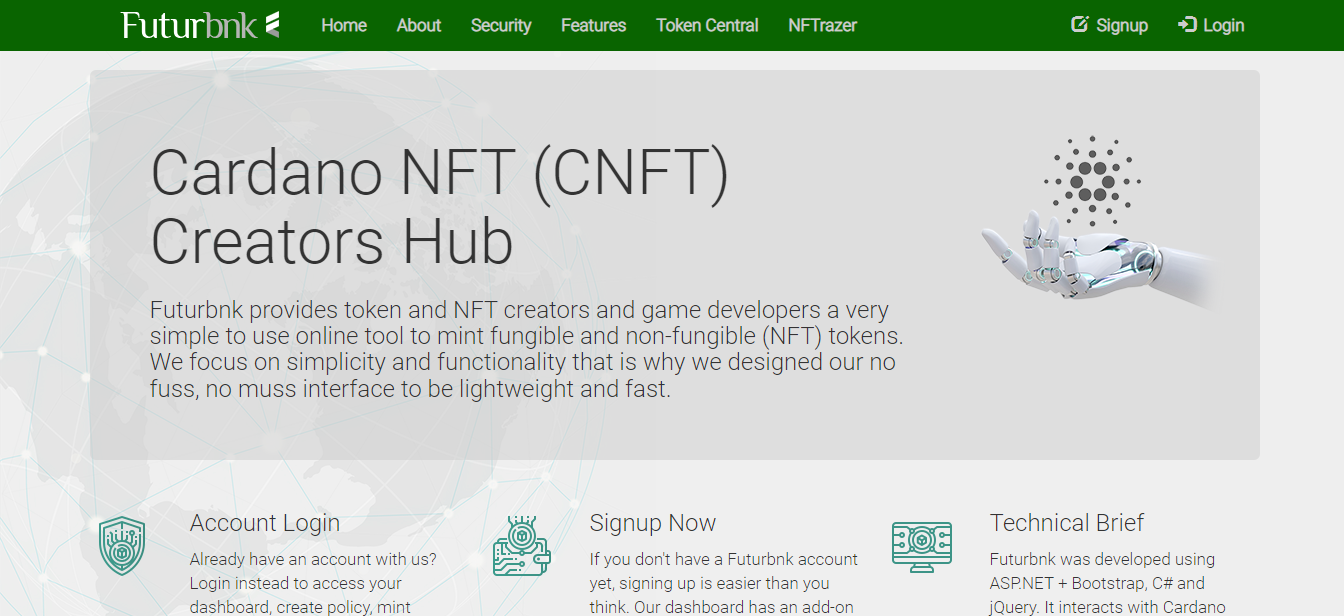 Futurbnk Home About Security Features Token Central NFTrazer Signup Login
Cardano NFT (CNFT)
Creators Hub
Futurbnk provides token and NFT creators and game developers a very
simple to use online tool to mint fungible and non-fungible (NFT) tokens.
We focus on simplicity and functionality that is why we designed our no
fuss, no muss interface to be lightweight and fast.
Account Login
Already have an account with us?
Login instead to access your
dashboard, create policy, mint
Signup Now
If you don't have a Futurbnk account
yet, signing up is easier than you
think. Our dashboard has an add-on
Technical Brief
Futurbnk was developed using
ASP.NET + Bootstrap, C# and
jQuery. It interacts with Cardano